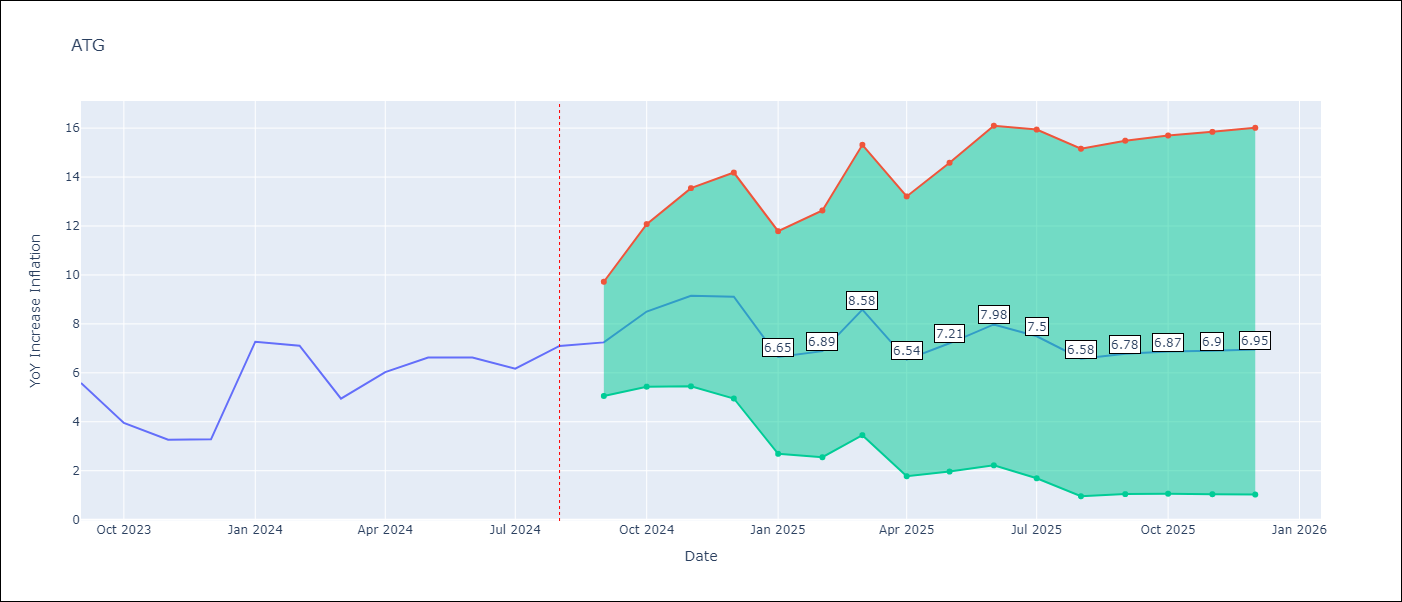 ATG
YoY Increase Inflation
16
14
12
10
8
6
4
2
0
6.65
6.89
8.58
6.54
7.21
7.98
7.5
6.58
6.78
6.87
6.9
6.95
Oct 2023
Jan 2024
Apr 2024
Jul 2024
Oct 2024
Jan 2025
Apr 2025
Jul 2025
Oct 2025
Jan 2026
Date